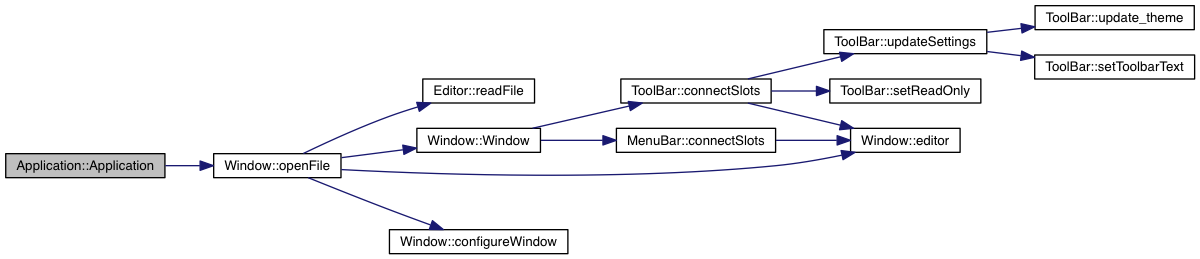 ToolBar::update_theme
ToolBar::updateSettings
ToolBar::setToolbarText
Editor::readFile
ToolBar::connectSlots
ToolBar::setReadOnly
Window::Window
MenuBar::connectSlots
Window::editor
Application::Application
Window::openFile
Window::configureWindow